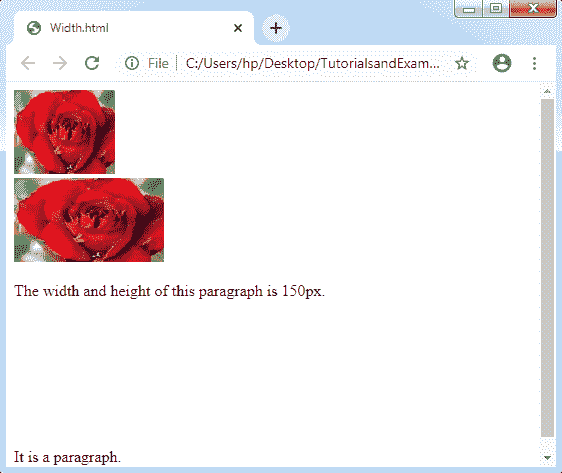 Width.html
File
C:/Users/hp/Desktop/TutorialsandExam...
The width and height of this paragraph is 150px.
It is a paragraph.